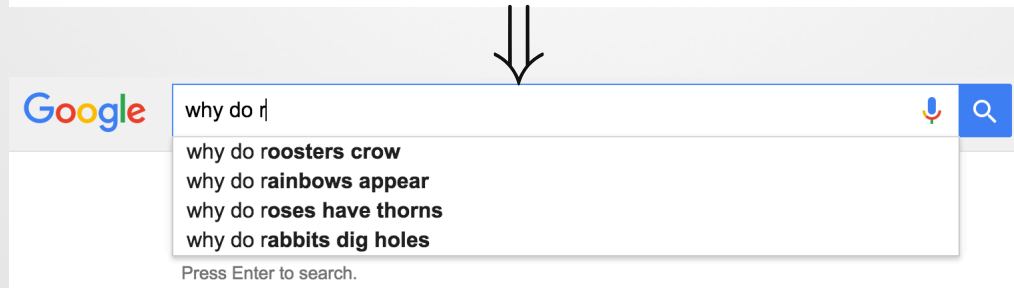 Google
why do r
why do roosters crow
why do rainbows appear
why do roses have thorns
why do rabbits dig holes
Press Enter to search.